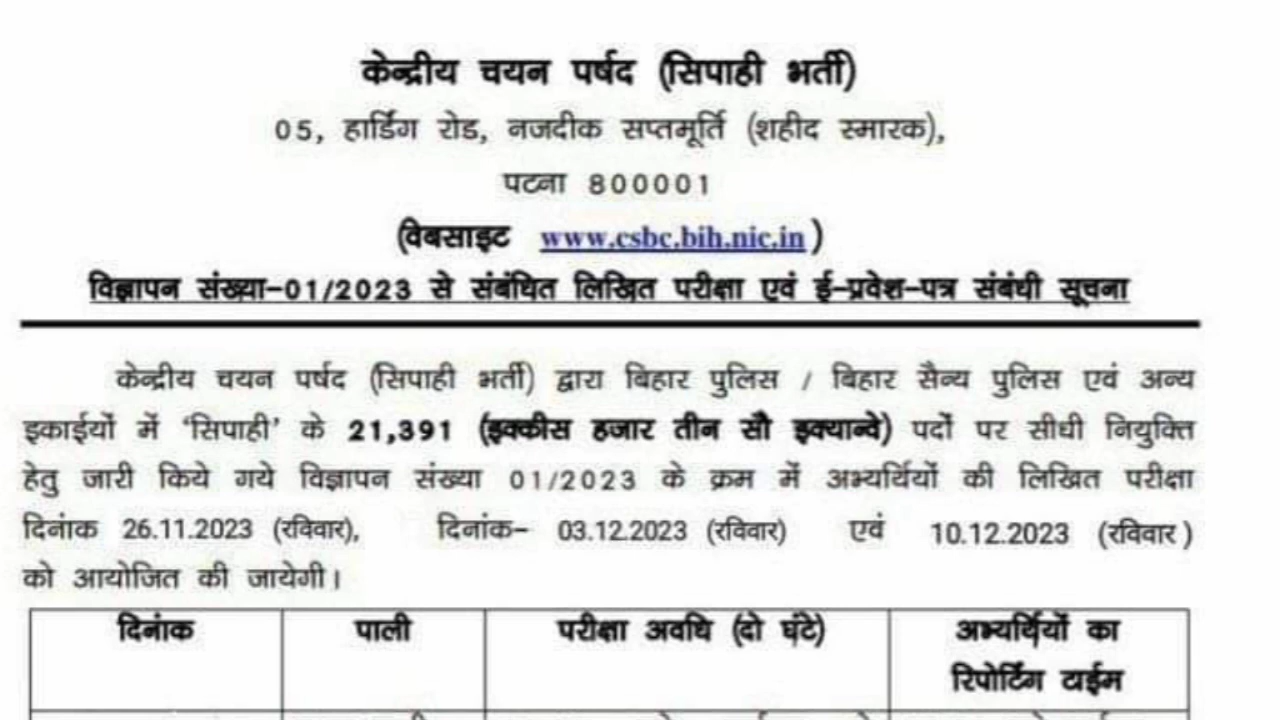 केन्द्रीय चयन पर्षद (सिपाही भर्ती)
05, हार्डिंग रोड, नजदीक सप्तमूर्ति (शहीद स्मारक),
पटना 800001
(वेबसाइट www.csbc.bih.nic.in)
विज्ञापन संख्या-01/2023 से संबंधित लिखित परीक्षा एवं ई-प्रवेश-पत्र संबंधी सूचना
केन्द्रीय चयन पर्षद (सिपाही भर्ती) द्वारा बिहार पुलिस / बिहार सैन्य पुलिस एवं अन्य
इकाईयों में ‘सिपाही’ के 21,391 (इक्कीस हजार तीन सौ इक्यान्वे) पदों पर सीधी नियुक्ति
हेतु जारी किये गये विज्ञापन संख्या 01/2023 के क्रम में अभ्यर्थियों की लिखित परीक्षा
दिनांक 26.11.2023 (रविवार), दिनांक- 03.12.2023 (रविवार) एवं 10.12.2023 (रविवार)
को आयोजित की जायेगी।
दिनांक पाली परीक्षा अवधि (दो घंटे) अभ्यर्थियों का
रिपोर्टिंग टाईम